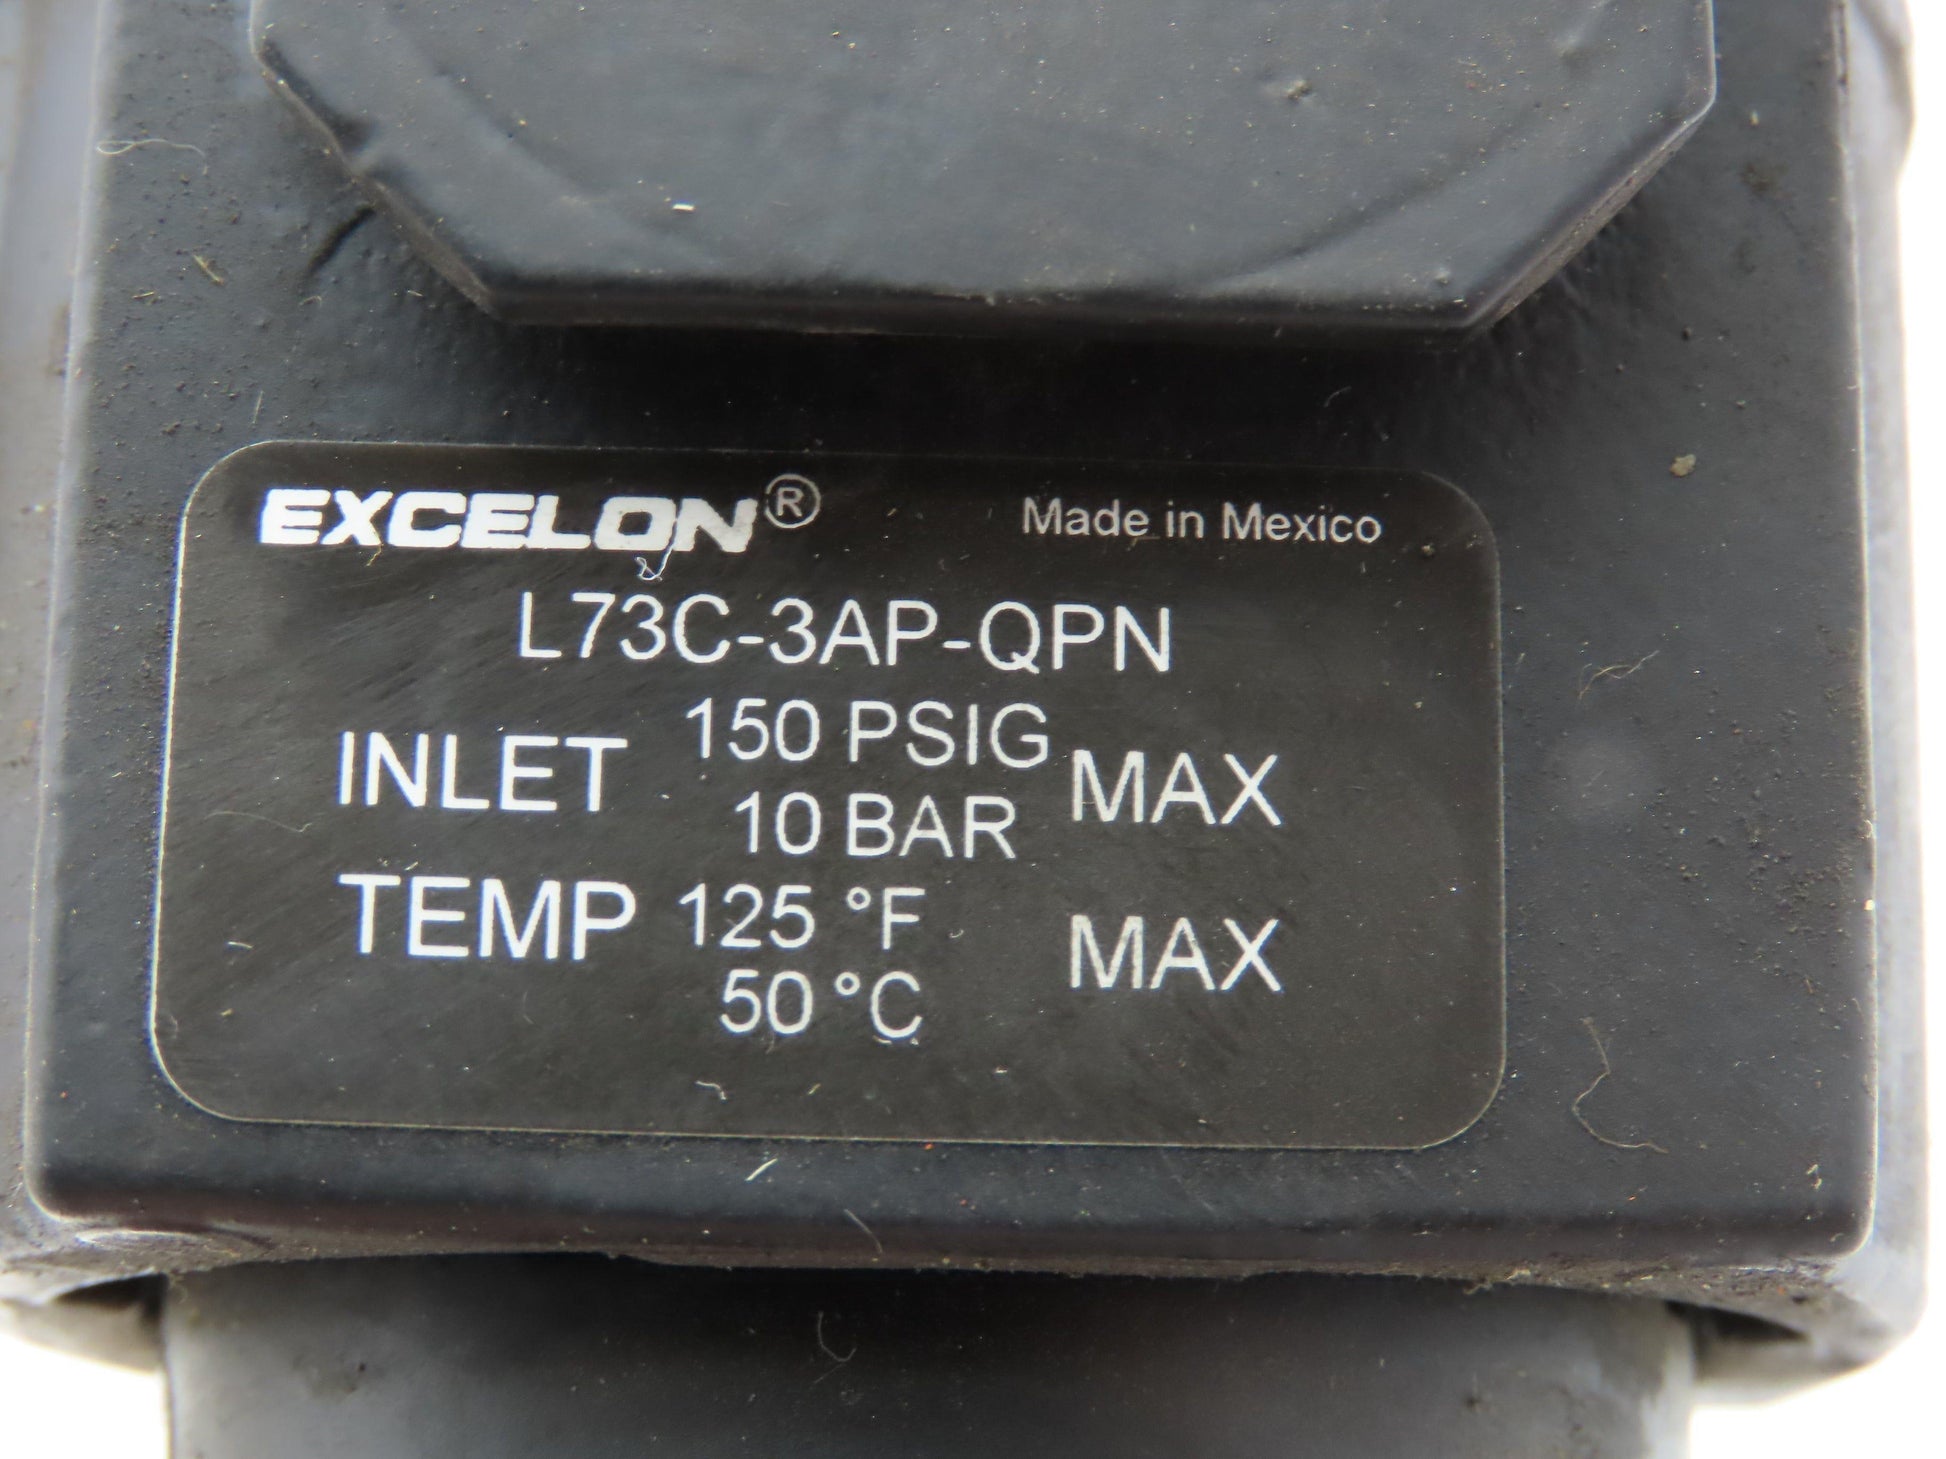 EXCELON® Made in Mexico
L73C-3AP-QPN
INLET 150 PSIG MAX
10 BAR
TEMP 125 °F MAX
50 °C